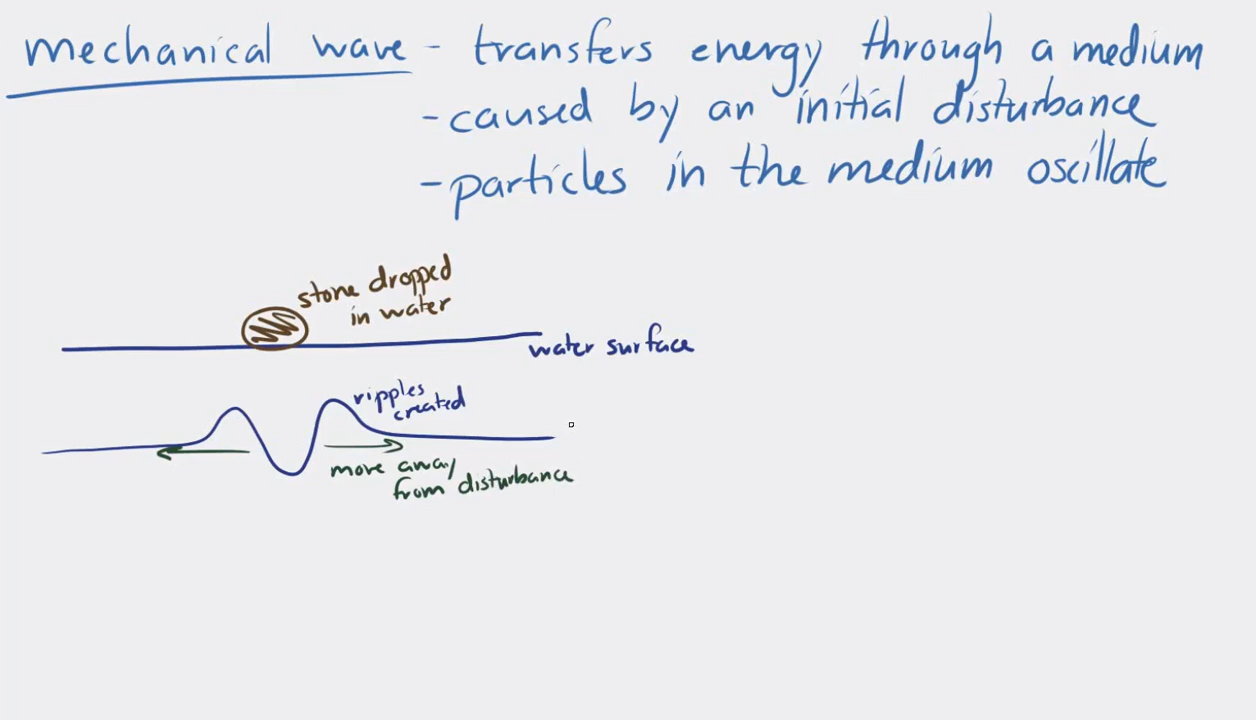 mechanical wave - transfers energy through a medium
- caused by an initial disturbance
- particles in the medium oscillate
stone dropped
in water
water surface
ripples
created
move away
from disturbance